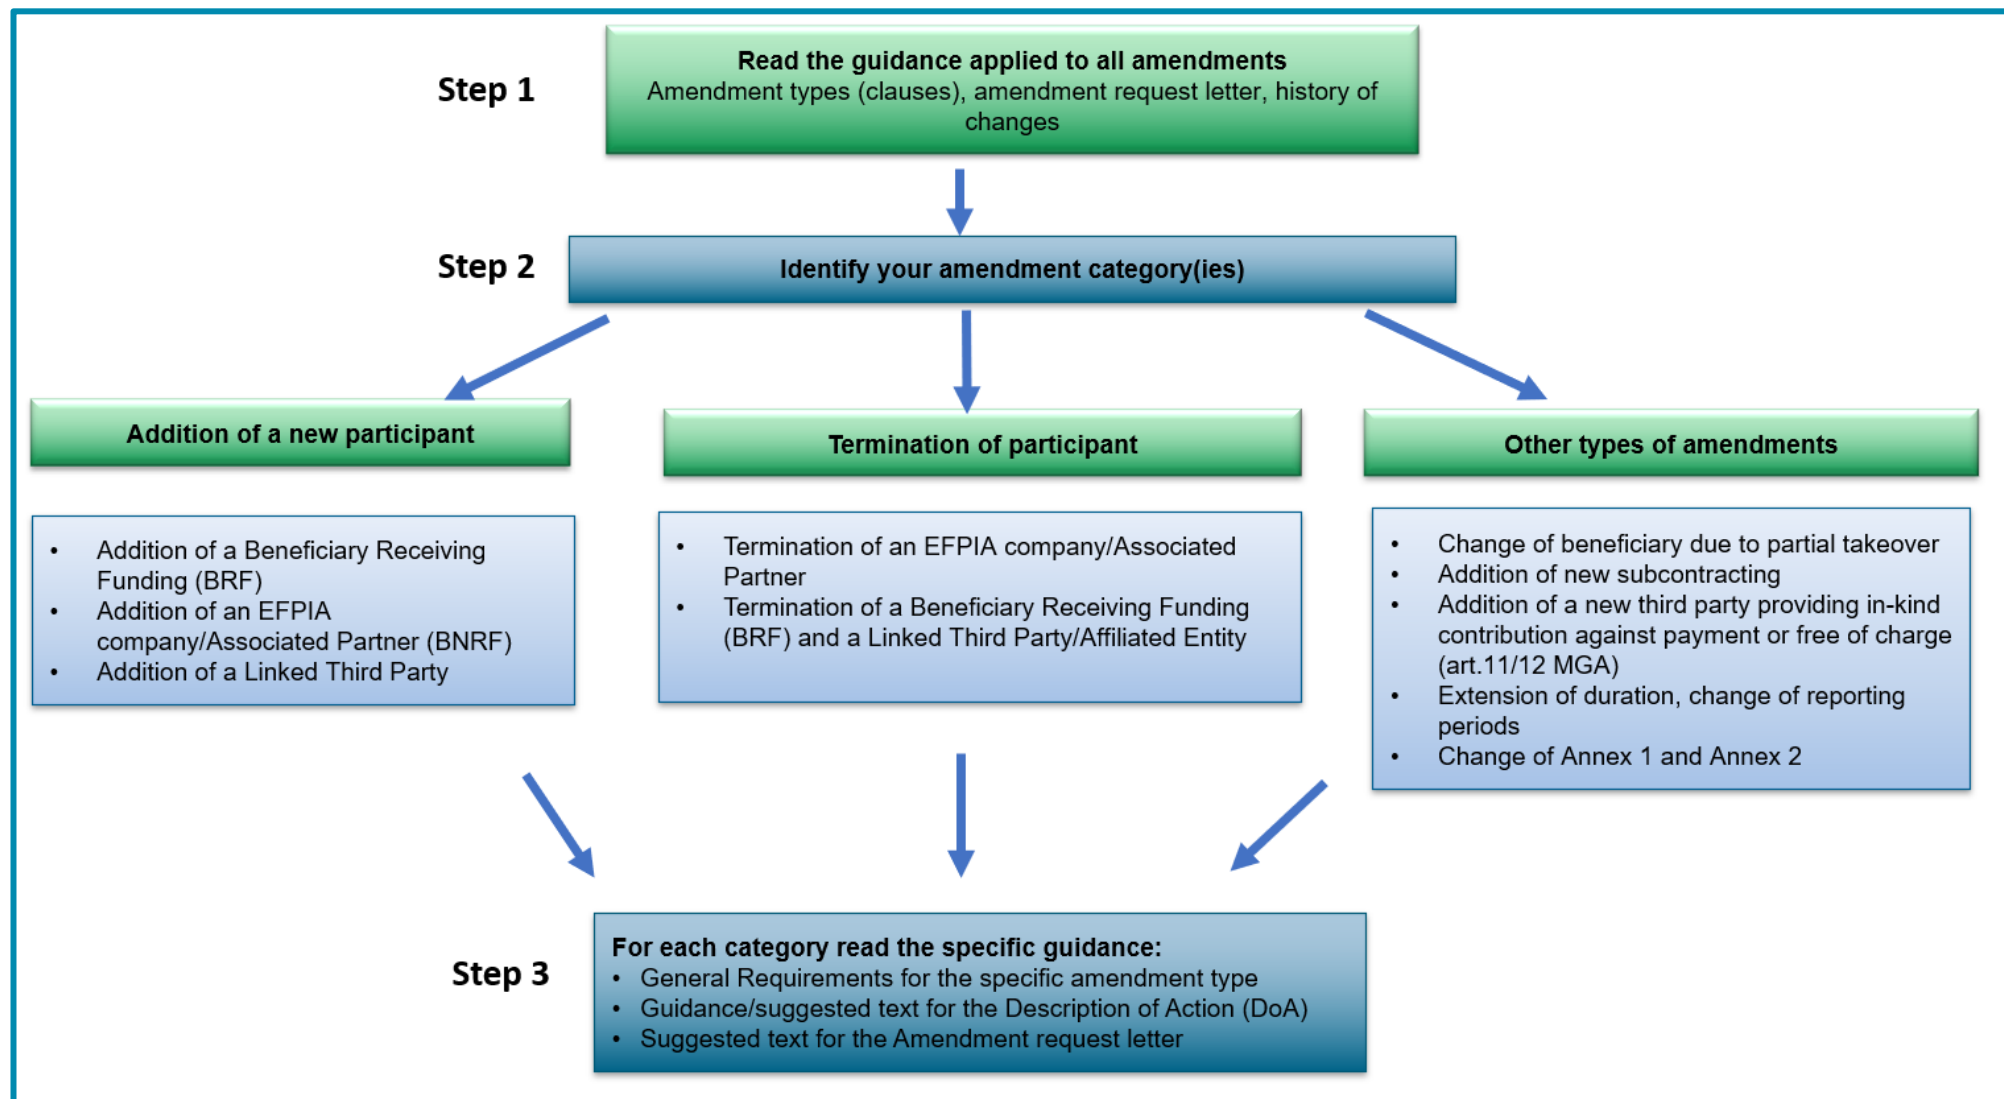 Step 1
Read the guidance applied to all amendments
Amendment types (clauses), amendment request letter, history of
changes
Step 2
Identify your amendment category(ies)
Addition of a new participant
• Addition of a Beneficiary Receiving
Funding (BRF)
• Addition of an EFPIA
company/Associated Partner (BNRF)
• Addition of a Linked Third Party
Termination of participant
• Termination of an EFPIA company/Associated
Partner
• Termination of a Beneficiary Receiving Funding
(BRF) and a Linked Third Party/Affiliated Entity
Other types of amendments
• Change of beneficiary due to partial takeover
• Addition of new subcontracting
• Addition of a new third party providing in-kind
contribution against payment or free of charge
(art.11/12 MGA)
• Extension of duration, change of reporting
periods
• Change of Annex 1 and Annex 2
Step 3
For each category read the specific guidance:
• General Requirements for the specific amendment type
• Guidance/suggested text for the Description of Action (DoA)
• Suggested text for the Amendment request letter